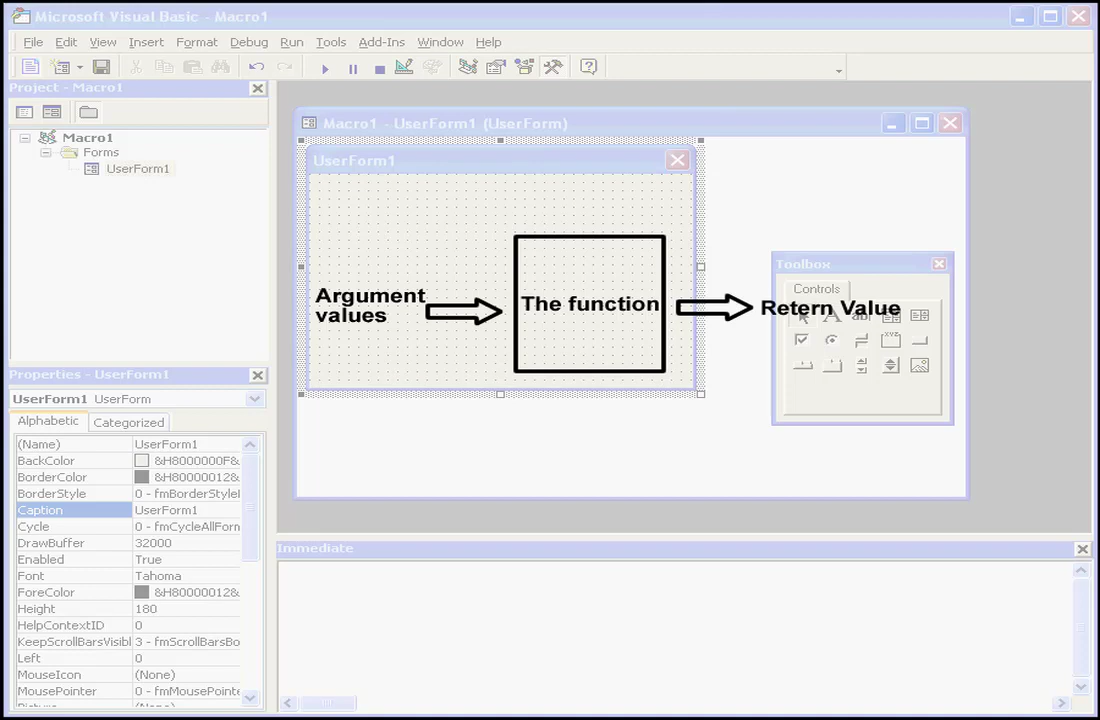 Microsoft Visual Basic - Macro1
File Edit View Insert Format Debug Run Tools Add-Ins Window Help
Project - Macro1
Macro1
Forms
UserForm1
Macro1 - UserForm1 (UserForm)
UserForm1
Argument
values
The function
Retern Value
Toolbox
Controls
A
ab|
XYZ
Properties - UserForm1
UserForm1 UserForm
Alphabetic Categorized
(Name) UserForm1
BackColor &H8000000F&
BorderColor &H80000012&
BorderStyle 0 - fmBorderStyle
Caption UserForm1
Cycle 0 - fmCycleAllForm
DrawBuffer 32000
Enabled True
Font Tahoma
ForeColor &H80000012&
Height 180
HelpContextID 0
KeepScrollBarsVisibl 3 - fmScrollBarsBo
Left 0
MouseIcon (None)
MousePointer 0 - fmMousePointe
Immediate